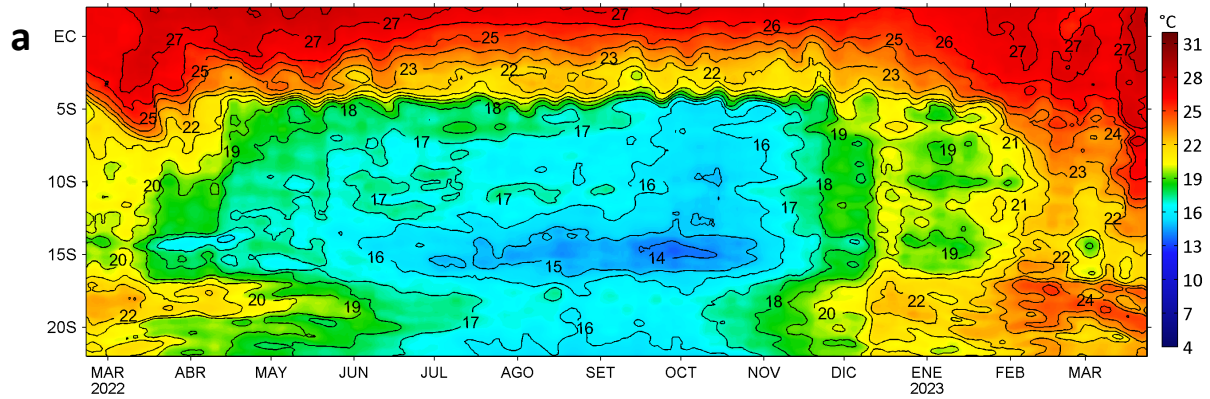 a
°C
EC
5S
10S
15S
20S
27 27 27 27 26 25 26 27 27 27
25 25 23 22 23 22 23
25 22 18 18 17 16 19 21 24
19 17 19 23
20 16 18 21
17 17 17 22
20 16 15 14 19 22
22 20 19 17 16 18 20 22 24
MAR ABR MAY JUN JUL AGO SET OCT NOV DIC ENE FEB MAR
2022 2023
31
28
25
22
19
16
13
10
7
4